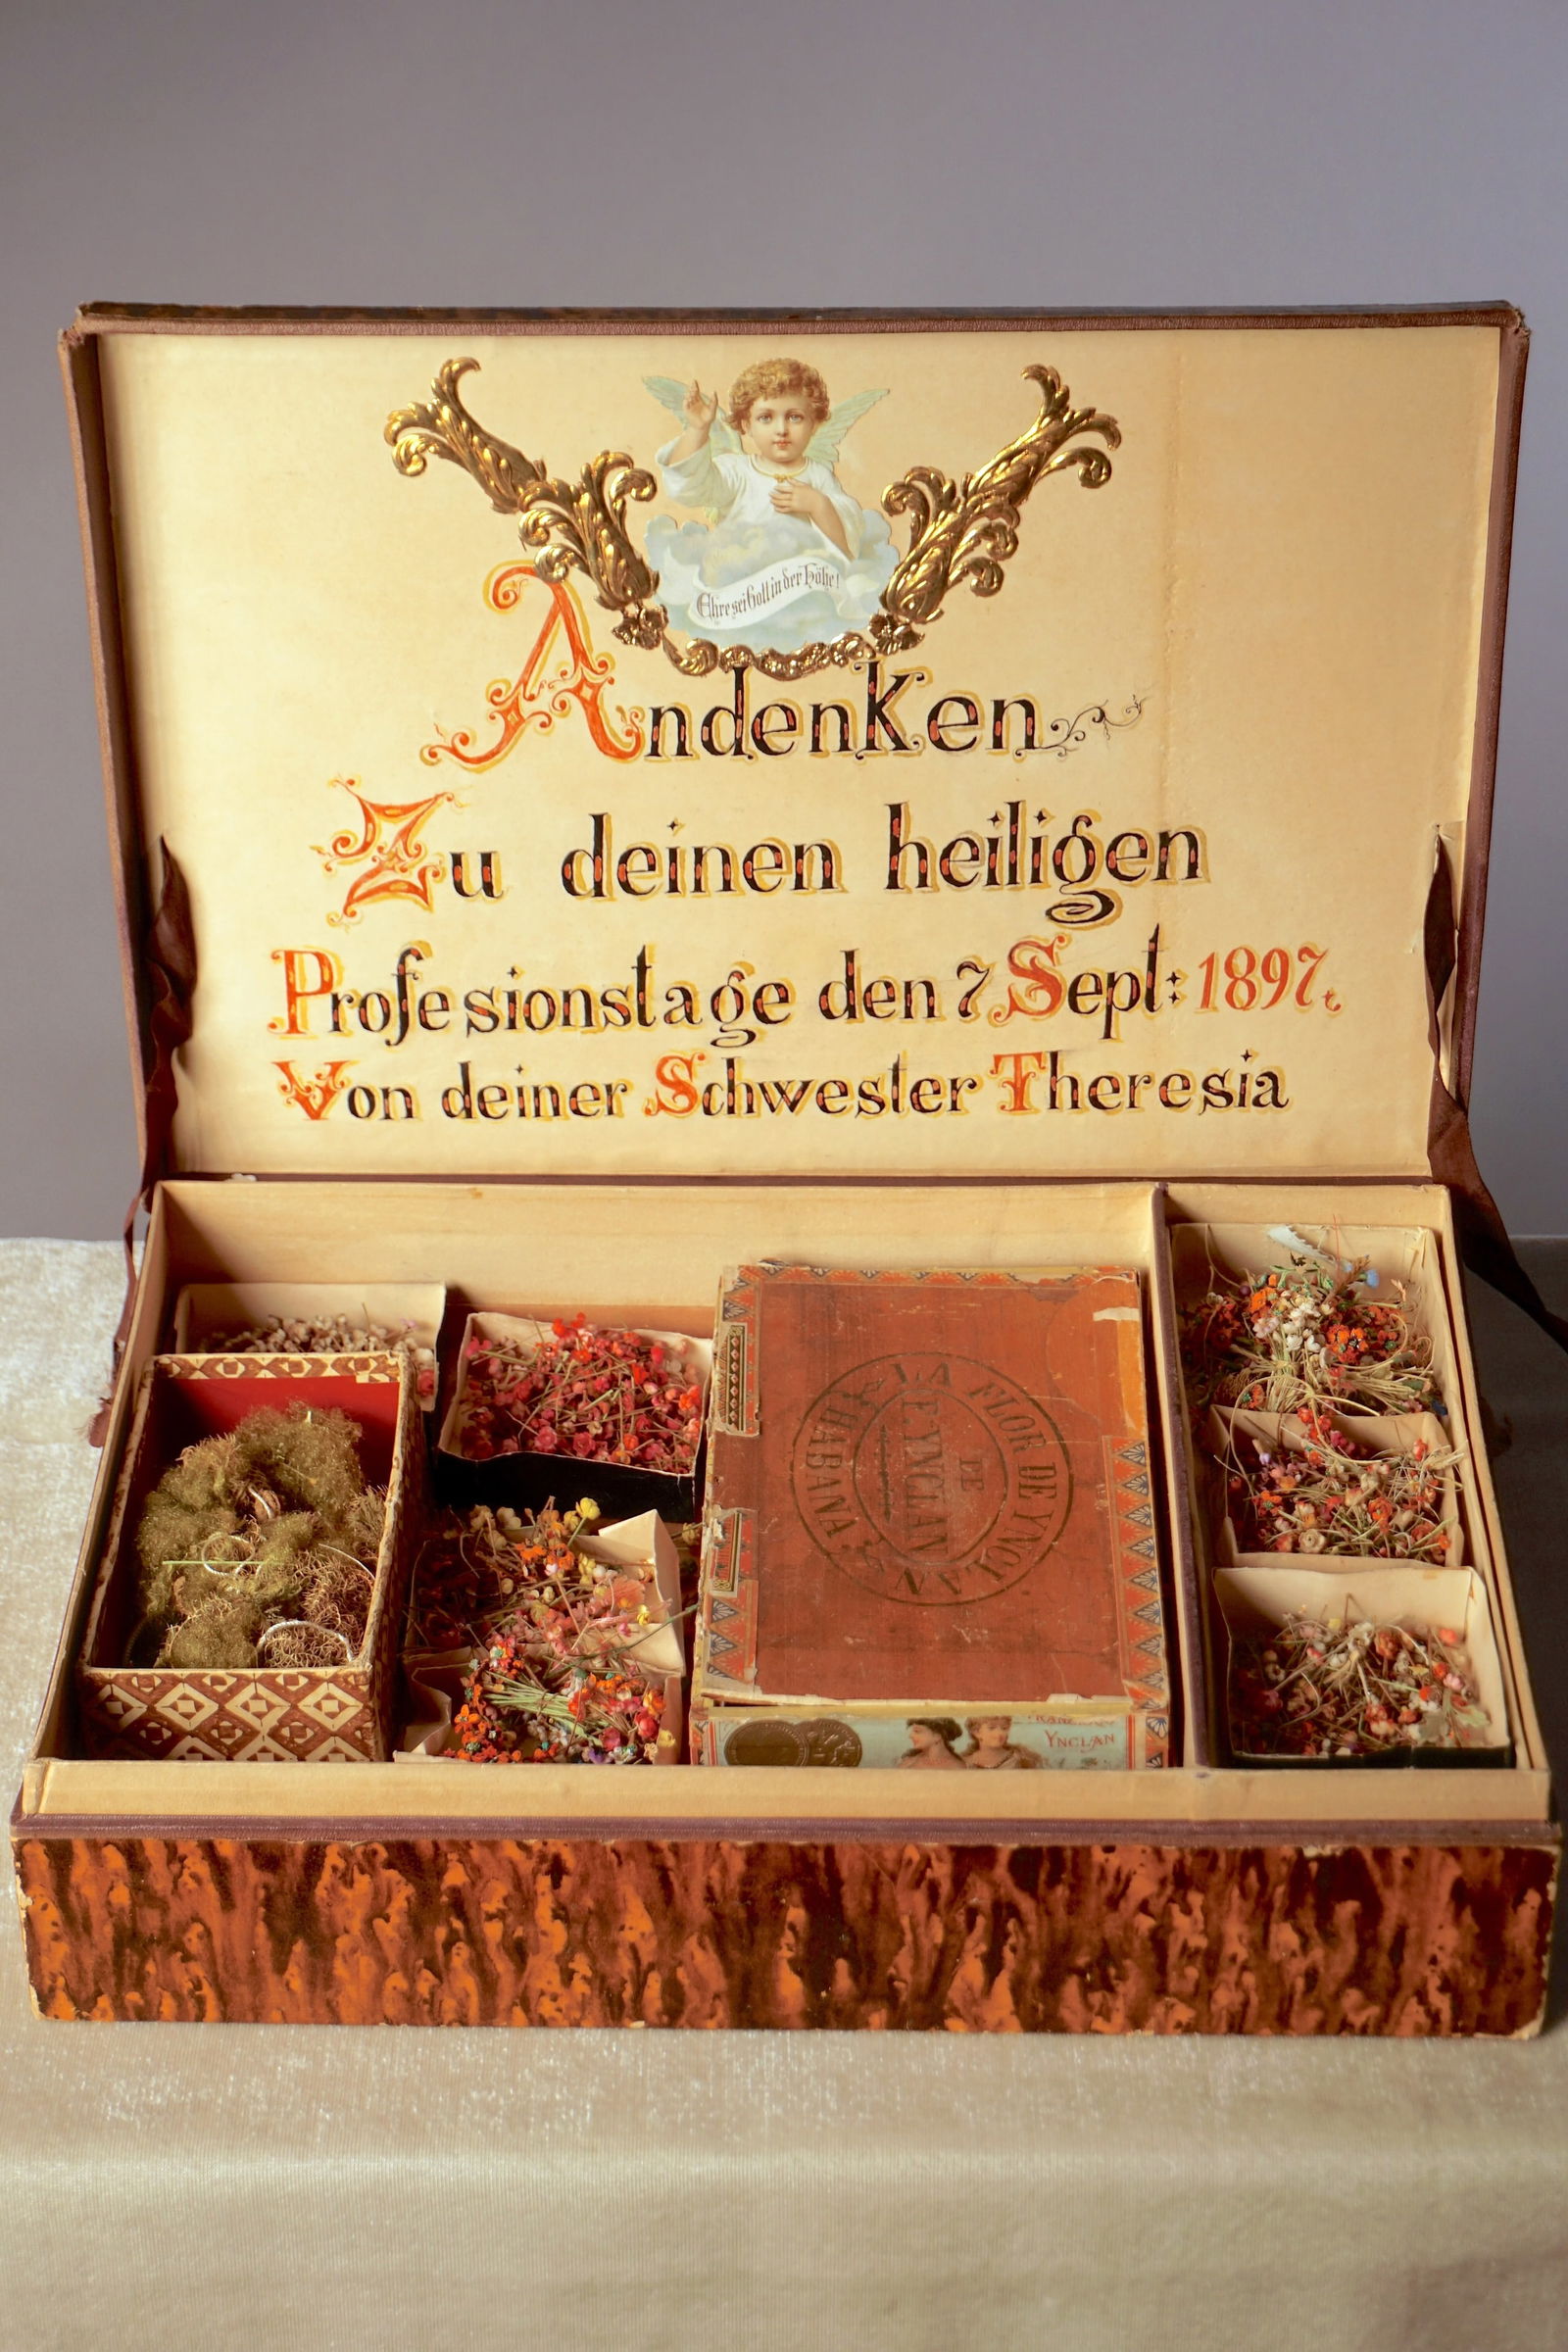 Ehre sei Gott in der Höhe!
Andenken
Zu deinen heiligen
Profesionstage den 7 Sept: 1897.
Von deiner Schwester Theresia
LA FLOR DE YNCLAN
HABANA
DE
F. YNCLAN
YNCLAN